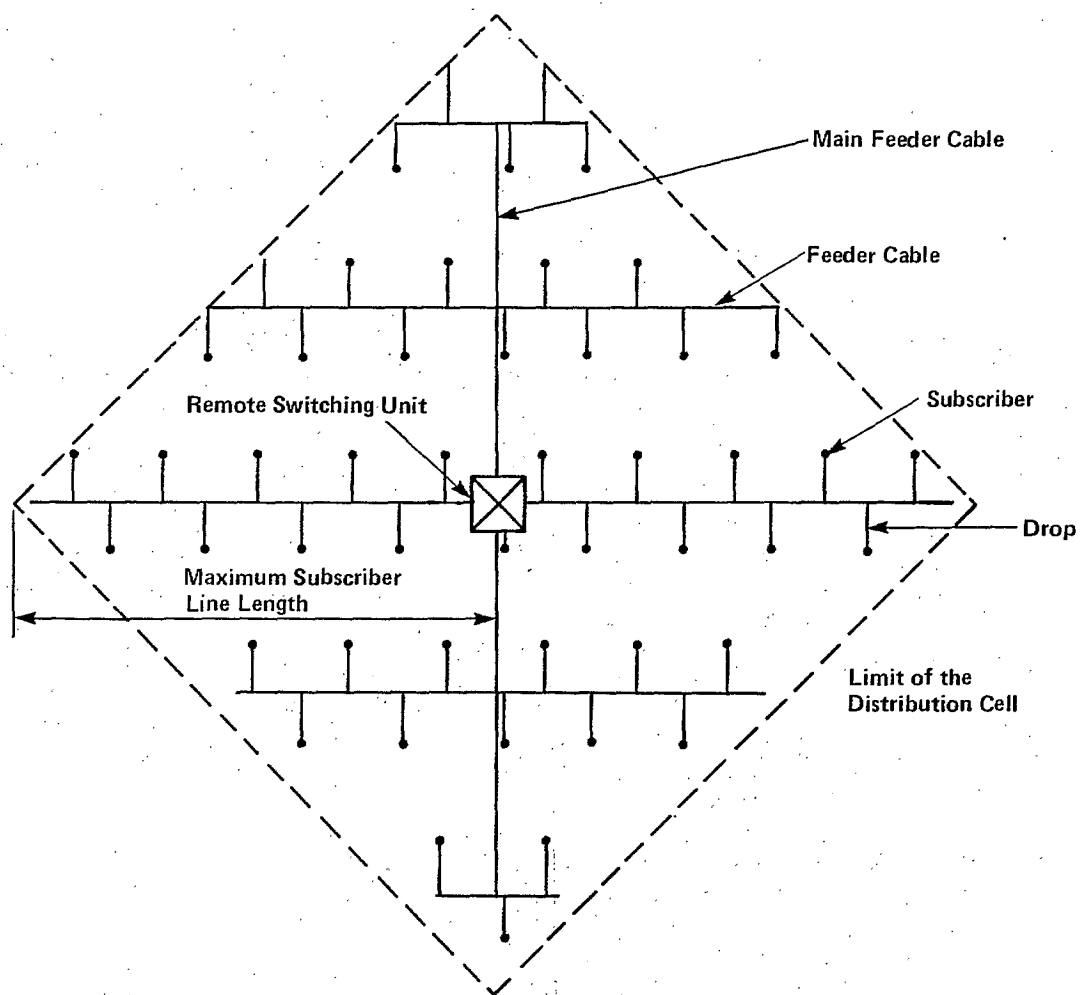 Main Feeder Cable
Feeder Cable
Remote Switching Unit
Subscriber
Drop
Maximum Subscriber
Line Length
Limit of the
Distribution Cell